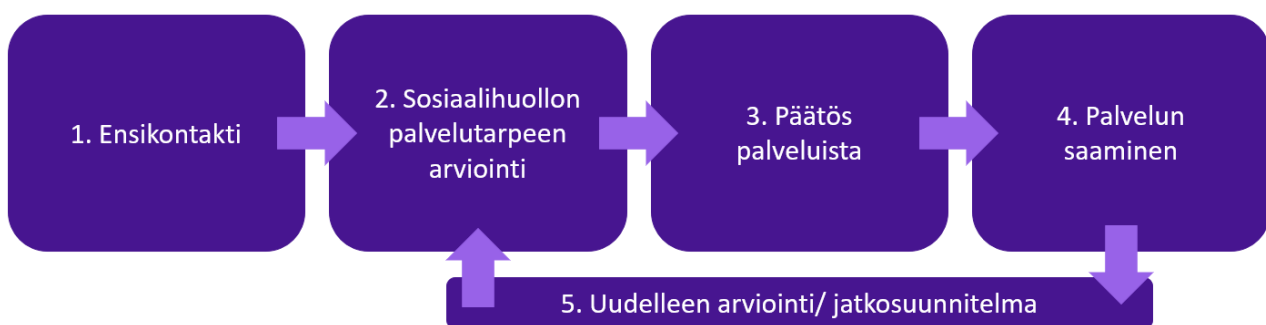 1. Ensikontakti
2. Sosiaalihuollon
palvelutarpeen
arviointi
3. Päätös
palveluista
4. Palvelun
saaminen
5. Uudelleen arviointi/ jatkosuunnitelma